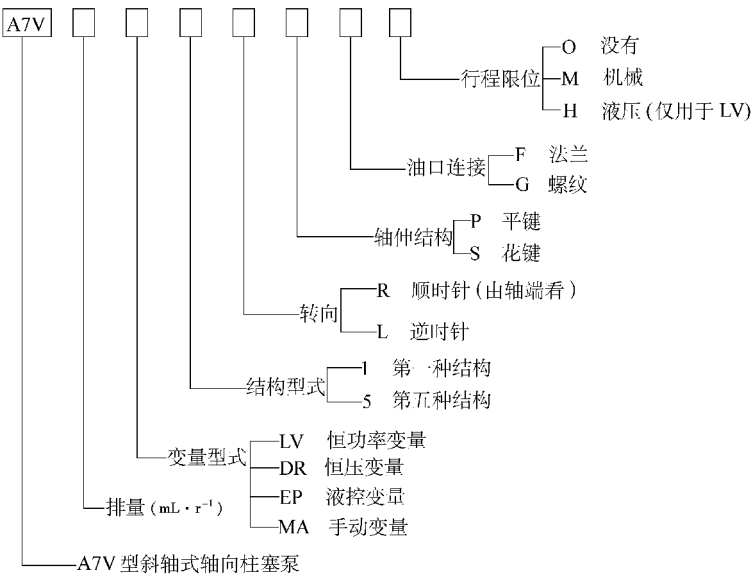 A7V
行程限位
O 没有
M 机械
H 液压(仅用于 LV)
油口连接
F 法兰
G 螺纹
轴伸结构
P 平键
S 花键
转向
R 顺时针(由轴端看)
L 逆时针
结构型式
1 第一种结构
5 第五种结构
变量型式
LV 恒功率变量
DR 恒压变量
EP 液控变量
MA 手动变量
排量(mL·r⁻¹)
A7V 型斜轴式轴向柱塞泵